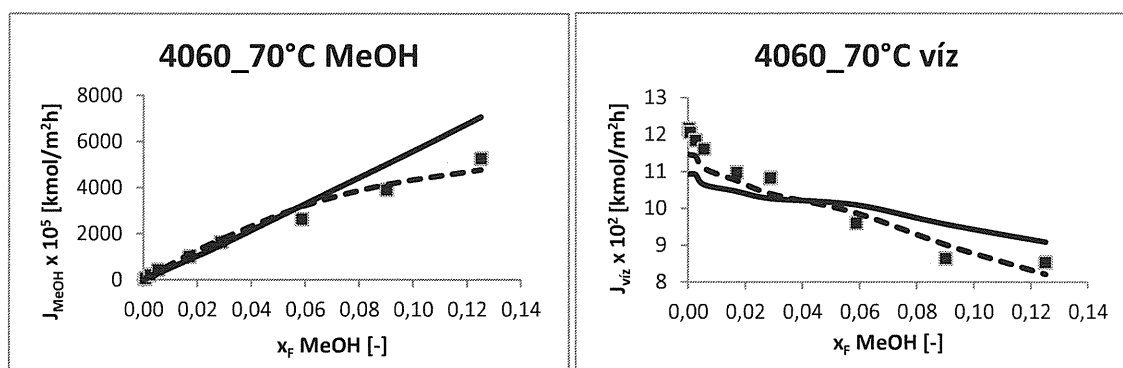 4060_70°C MeOH
J_MeOH x 10^5 [kmol/m²h]
8000
6000
4000
2000
0
0,00 0,02 0,04 0,06 0,08 0,10 0,12 0,14
x_F MeOH [-]
4060_70°C víz
J_víz x 10^2 [kmol/m²h]
13
12
11
10
9
8
0,00 0,02 0,04 0,06 0,08 0,10 0,12 0,14
x_F MeOH [-]